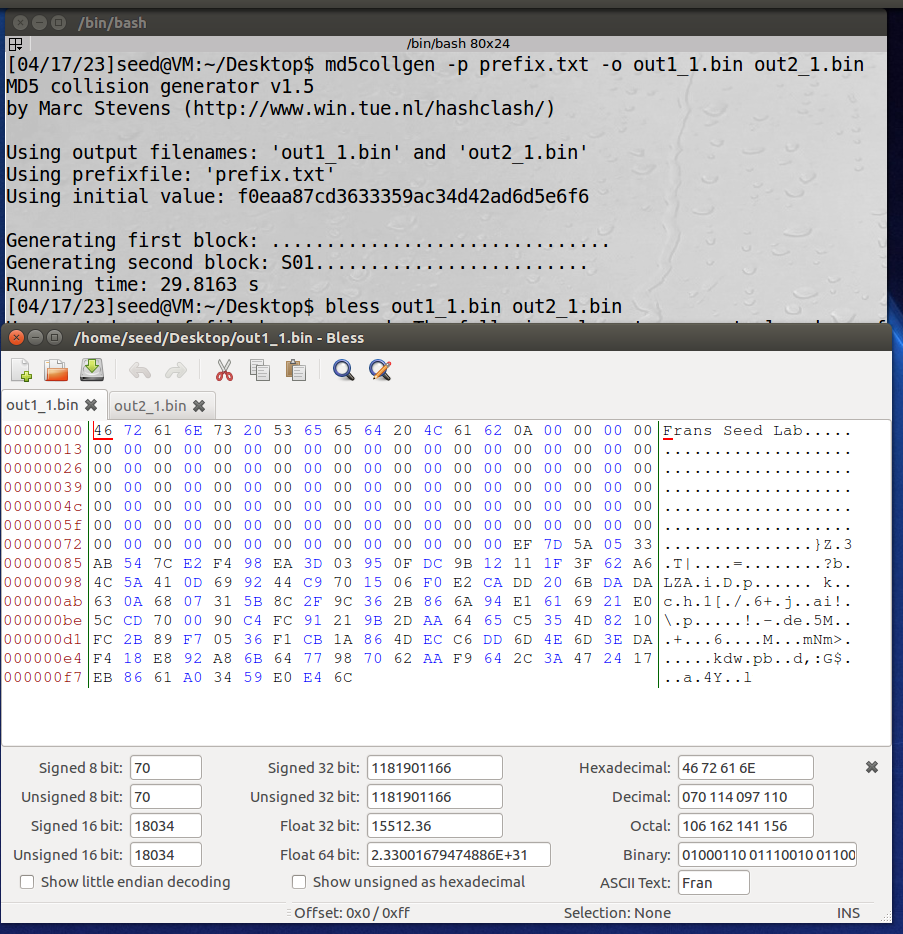 /bin/bash
/bin/bash 80x24
[04/17/23]seed@VM:~/Desktop$ md5collgen -p prefix.txt -o out1_1.bin out2_1.bin
MD5 collision generator v1.5
by Marc Stevens (http://www.win.tue.nl/hashclash/)
Using output filenames: 'out1_1.bin' and 'out2_1.bin'
Using prefixfile: 'prefix.txt'
Using initial value: f0eaa87cd3633359ac34d42ad6d5e6f6
Generating first block: ...............................
Generating second block: S01.........................
Running time: 29.8163 s
[04/17/23]seed@VM:~/Desktop$ bless out1_1.bin out2_1.bin
/home/seed/Desktop/out1_1.bin - Bless
out1_1.bin out2_1.bin
00000000 46 72 61 6E 73 20 53 65 65 64 20 4C 61 62 0A 00 00 00 00 Frans Seed Lab.....
00000013 00 00 00 00 00 00 00 00 00 00 00 00 00 00 00 00 00 00 00 ...................
00000026 00 00 00 00 00 00 00 00 00 00 00 00 00 00 00 00 00 00 00 ...................
00000039 00 00 00 00 00 00 00 00 00 00 00 00 00 00 00 00 00 00 00 ...................
0000004c 00 00 00 00 00 00 00 00 00 00 00 00 00 00 00 00 00 00 00 ...................
0000005f 00 00 00 00 00 00 00 00 00 00 00 00 00 00 00 00 00 00 00 ...................
00000072 00 00 00 00 00 00 00 00 00 00 00 00 00 00 EF 7D 5A 05 33 ...............}Z.3
00000085 AB 54 7C E2 F4 98 EA 3D 03 95 0F DC 9B 12 11 1F 3F 62 A6 .T|....=........?b.
00000098 4C 5A 41 0D 69 92 44 C9 70 15 06 F0 E2 CA DD 20 6B DA DA LZA.i.D.p...... k..
000000ab 63 0A 68 07 31 5B 8C 2F 9C 36 2B 86 6A 94 E1 61 69 21 E0 c.h.1[./.6+.j..ai!.
000000be 5C CD 70 00 90 C4 FC 91 21 9B 2D AA 64 65 C5 35 4D 82 10 \.p.....!.-.de.5M..
000000d1 FC 2B 89 F7 05 36 F1 CB 1A 86 4D EC C6 DD 6D 4E 6D 3E DA .+...6....M...mNm>.
000000e4 F4 18 E8 92 A8 6B 64 77 98 70 62 AA F9 64 2C 3A 47 24 17 .....kdw.pb..d,:G$.
000000f7 EB 86 61 A0 34 59 E0 E4 6C ..a.4Y..l
Signed 8 bit: 70 Signed 32 bit: 1181901166 Hexadecimal: 46 72 61 6E
Unsigned 8 bit: 70 Unsigned 32 bit: 1181901166 Decimal: 070 114 097 110
Signed 16 bit: 18034 Float 32 bit: 15512.36 Octal: 106 162 141 156
Unsigned 16 bit: 18034 Float 64 bit: 2.33001679474886E+31 Binary: 01000110 01110010 01100
Show little endian decoding Show unsigned as hexadecimal ASCII Text: Fran
Offset: 0x0 / 0xff Selection: None INS